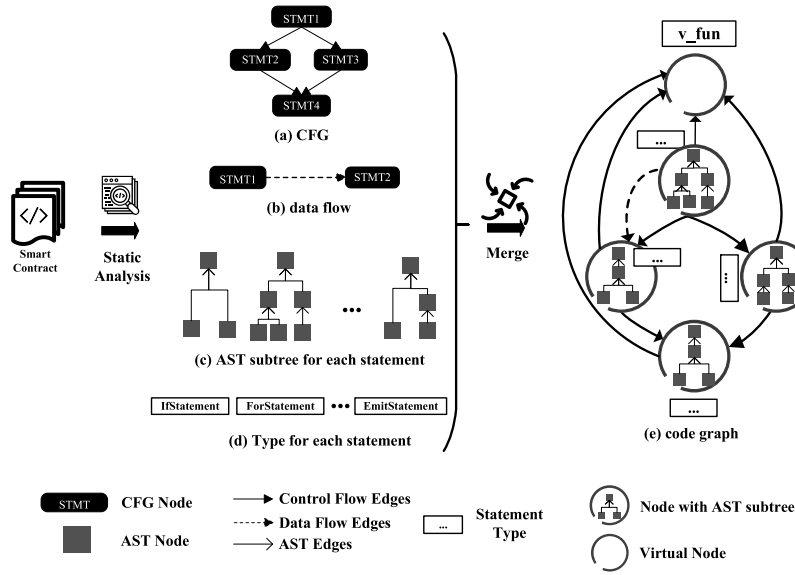 STMT1
STMT2
STMT3
STMT4
(a) CFG
STMT1
STMT2
(b) data flow
</>
Smart
Contract
Static
Analysis
...
(c) AST subtree for each statement
IfStatement
ForStatement
...
EmitStatement
(d) Type for each statement
Merge
v_fun
...
...
...
...
(e) code graph
STMT
CFG Node
AST Node
Control Flow Edges
Data Flow Edges
AST Edges
...
Statement
Type
Node with AST subtree
Virtual Node